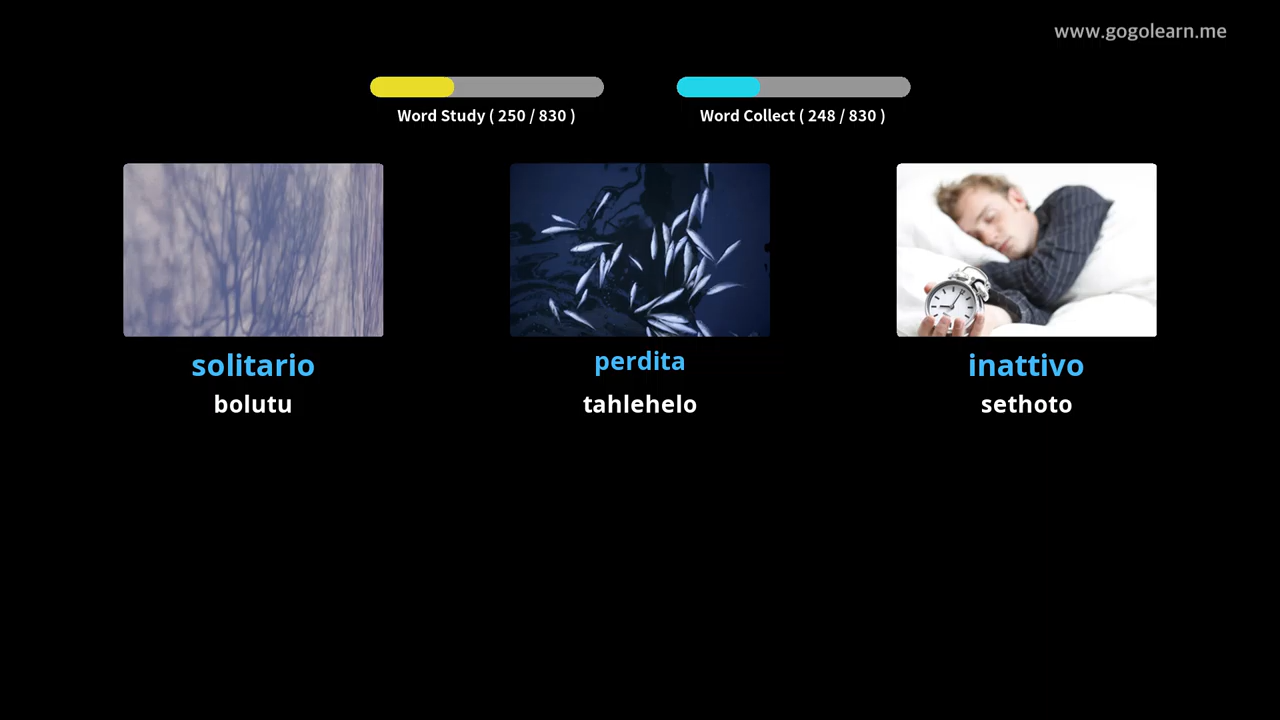 www.gogolearn.me
Word Study ( 250 / 830 )
Word Collect ( 248 / 830 )
solitario
bolutu
perdita
tahlehelo
inattivo
sethoto